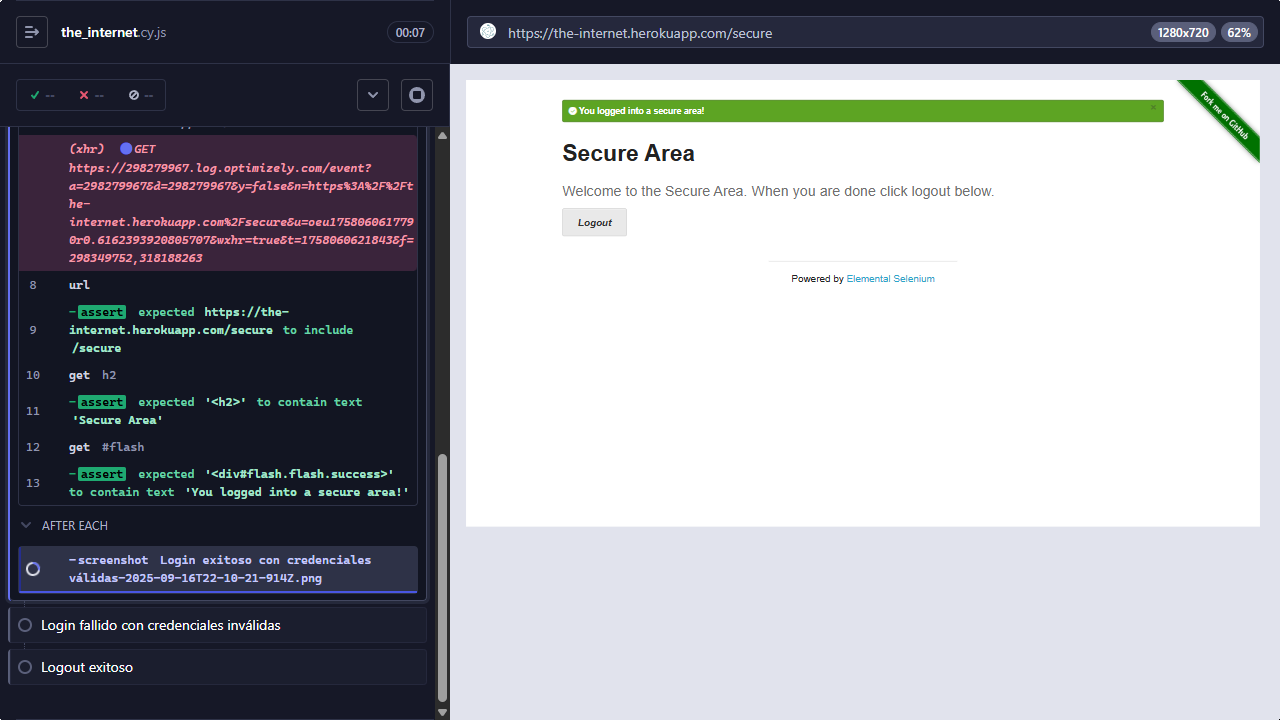 the_internet.cy.js
00:07
--
--
--
(xhr) GET
https://298279967.log.optimizely.com/event?
a=298279967&d=298279967&y=false&n=https%3A%2F%2Ft
he-
internet.herokuapp.com%2Fsecure&u=oeu175806061779
0r0.6162393920805707&wxhr=true&t=1758060621843&f=
298349752,318188263
8 url
-assert expected https://the-
9 internet.herokuapp.com/secure to include
/secure
10 get h2
-assert expected '<h2>' to contain text
11
'Secure Area'
12 get #flash
-assert expected '<div#flash.flash.success>'
13
to contain text 'You logged into a secure area!'
AFTER EACH
-screenshot Login exitoso con credenciales
válidas-2025-09-16T22-10-21-914Z.png
Login fallido con credenciales inválidas
Logout exitoso
https://the-internet.herokuapp.com/secure
1280x720
62%
You logged into a secure area!
×
Fork me on GitHub
Secure Area
Welcome to the Secure Area. When you are done click logout below.
Logout
Powered by Elemental Selenium